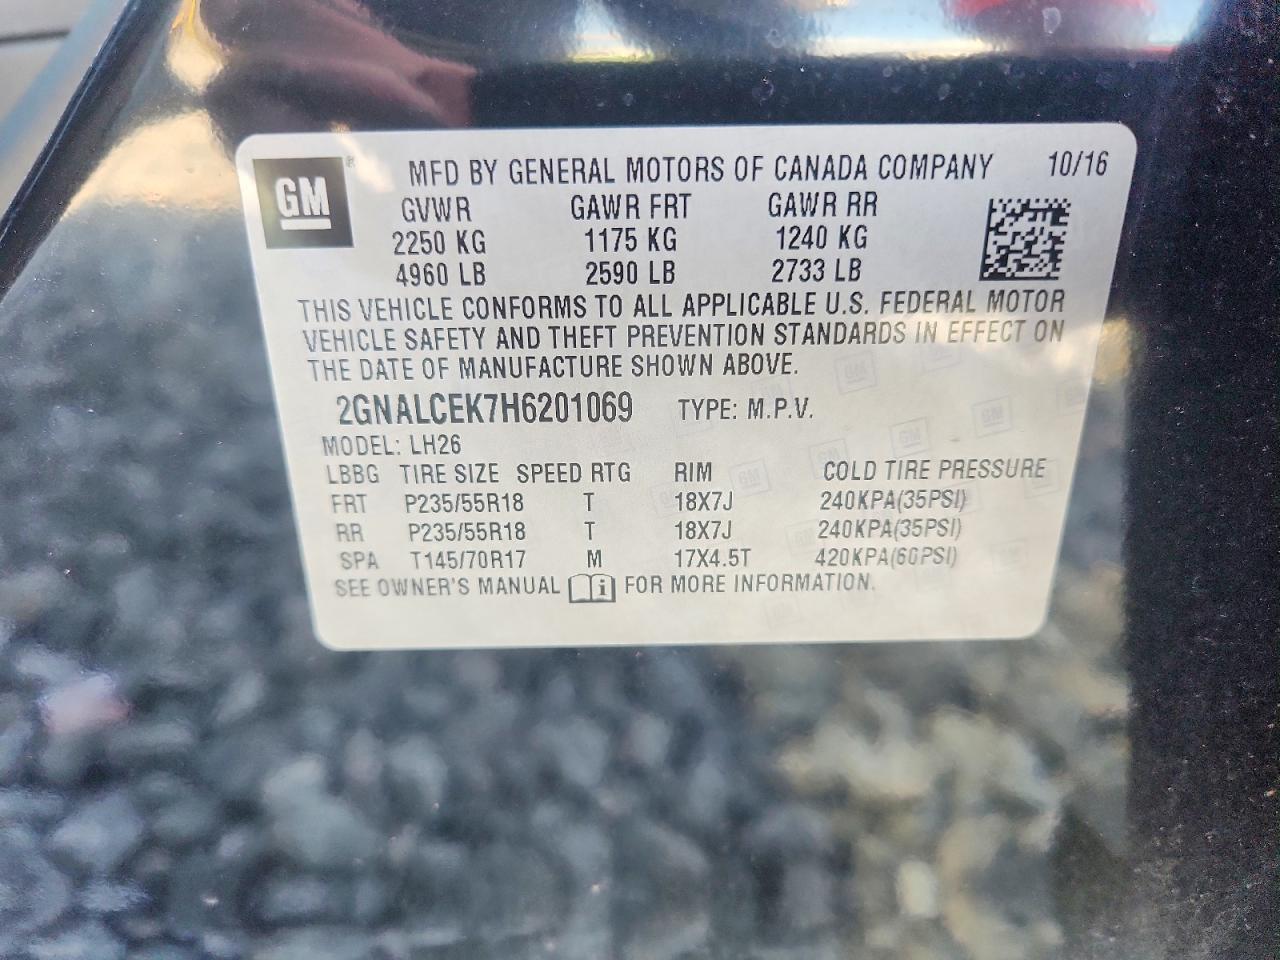 GM® MFD BY GENERAL MOTORS OF CANADA COMPANY 10/16
GVWR GAWR FRT GAWR RR
2250 KG 1175 KG 1240 KG
4960 LB 2590 LB 2733 LB
THIS VEHICLE CONFORMS TO ALL APPLICABLE U.S. FEDERAL MOTOR
VEHICLE SAFETY AND THEFT PREVENTION STANDARDS IN EFFECT ON
THE DATE OF MANUFACTURE SHOWN ABOVE.
2GNALCEK7H6201069 TYPE: M.P.V.
MODEL: LH26
LBBG TIRE SIZE SPEED RTG RIM COLD TIRE PRESSURE
FRT P235/55R18 T 18X7J 240KPA(35PSI)
RR P235/55R18 T 18X7J 240KPA(35PSI)
SPA T145/70R17 M 17X4.5T 420KPA(60PSI)
SEE OWNER'S MANUAL i FOR MORE INFORMATION.